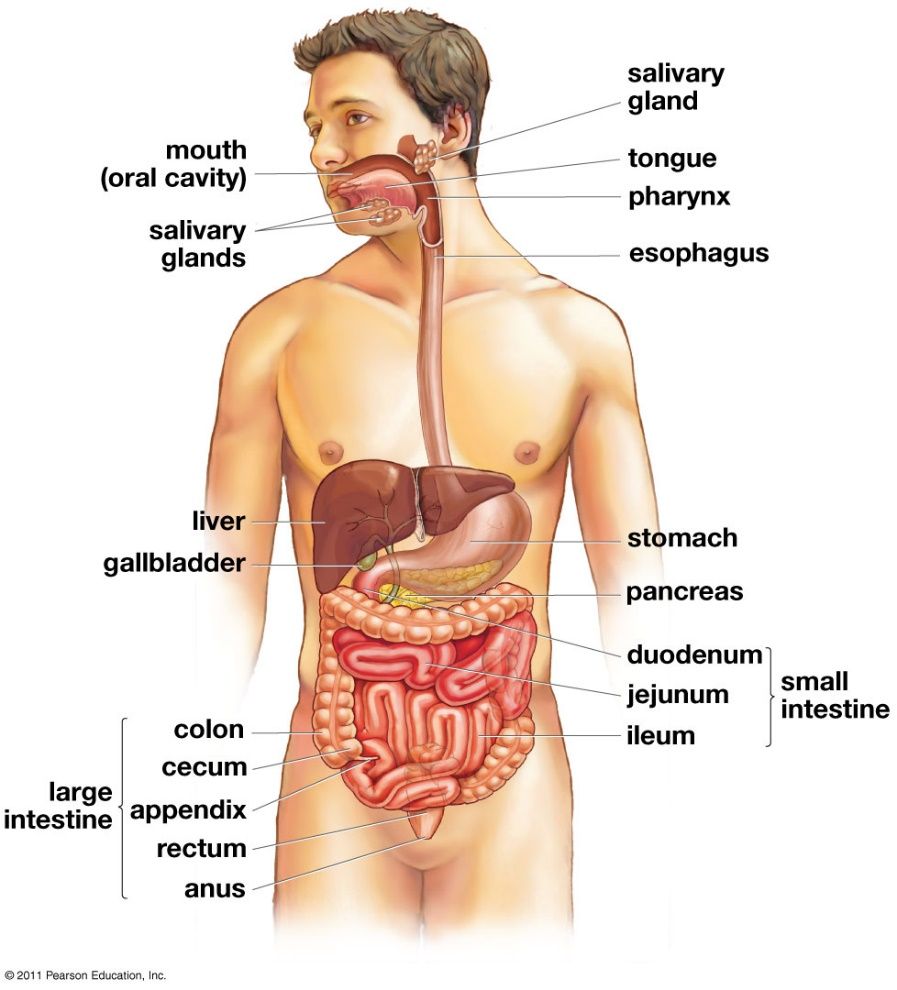 salivary
gland
mouth
(oral cavity)
tongue
pharynx
salivary
glands
esophagus
liver
gallbladder
stomach
pancreas
duodenum
jejunum
ileum
small
intestine
colon
cecum
appendix
rectum
anus
large
intestine
© 2011 Pearson Education, Inc.